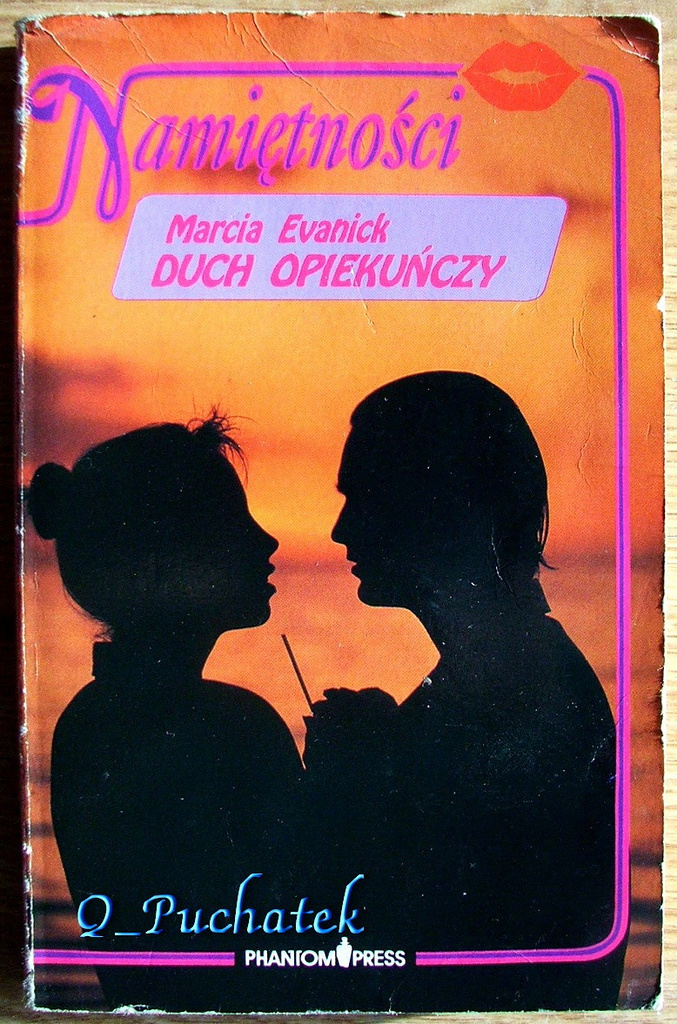 Namiętności
Marcia Evanick
DUCH OPIEKUŃCZY
Q_Puchatek
PHANTOM PRESS